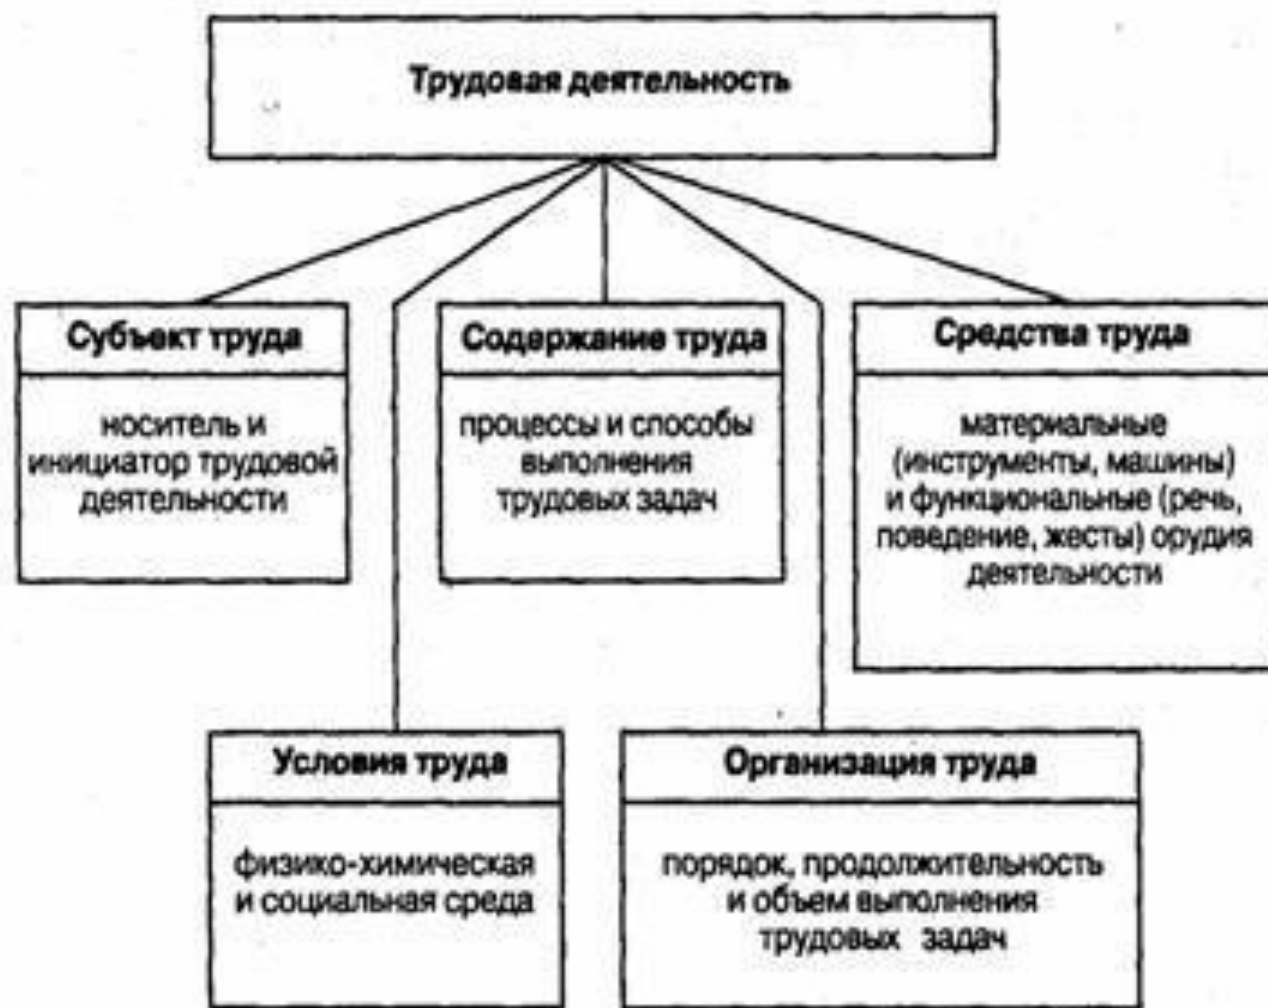 Трудовая деятельность
Субъект труда
носитель и
инициатор трудовой
деятельности
Содержание труда
процессы и способы
выполнения
трудовых задач
Средства труда
материальные
(инструменты, машины)
и функциональные (речь,
поведение, жесты) орудия
деятельности
Условия труда
физико-химическая
и социальная среда
Организация труда
порядок, продолжительность
и объем выполнения
трудовых задач